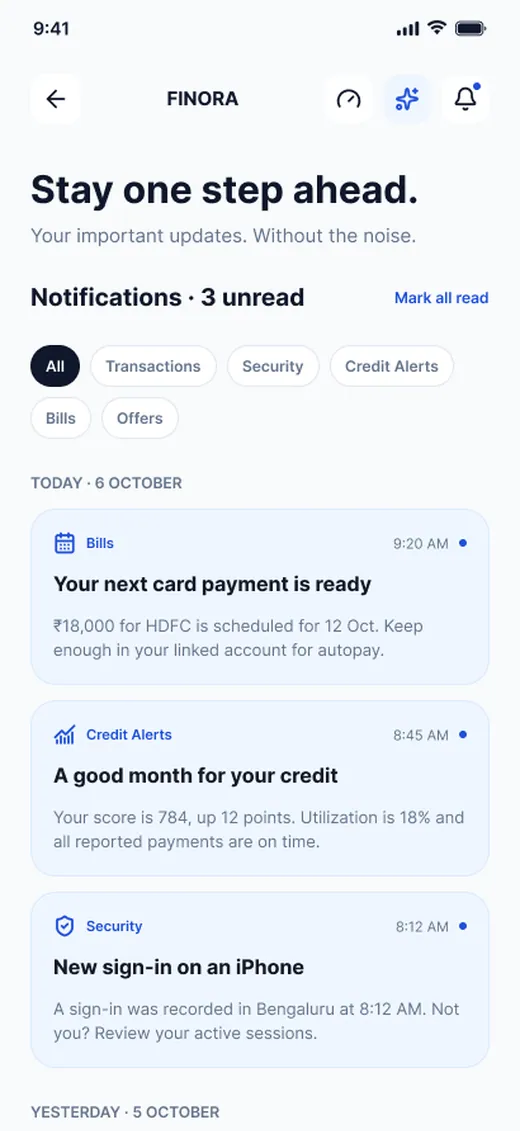 9:41
FINORA
Stay one step ahead.
Your important updates. Without the noise.
Notifications · 3 unread
Mark all read
All
Transactions
Security
Credit Alerts
Bills
Offers
TODAY · 6 OCTOBER
Bills
9:20 AM
Your next card payment is ready
₹18,000 for HDFC is scheduled for 12 Oct. Keep
enough in your linked account for autopay.
Credit Alerts
8:45 AM
A good month for your credit
Your score is 784, up 12 points. Utilization is 18% and
all reported payments are on time.
Security
8:12 AM
New sign-in on an iPhone
A sign-in was recorded in Bengaluru at 8:12 AM. Not
you? Review your active sessions.
YESTERDAY · 5 OCTOBER